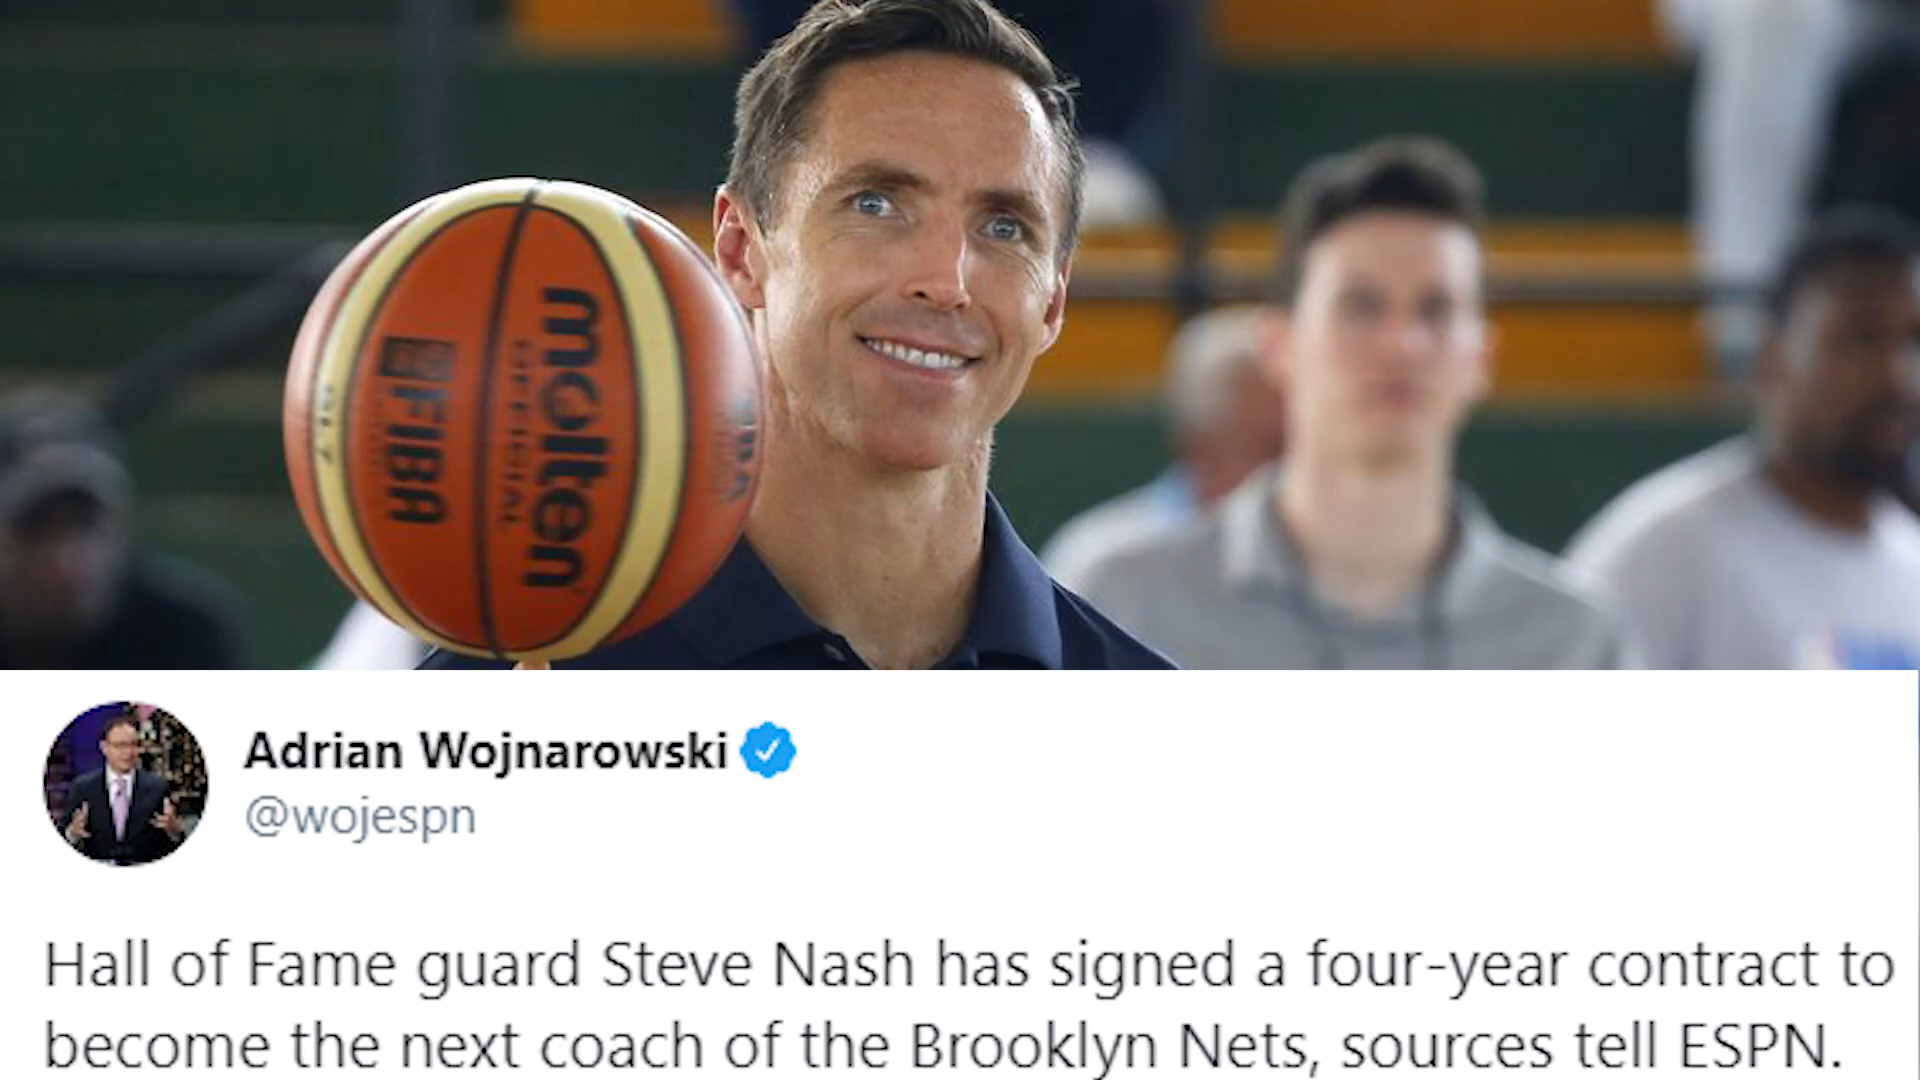 molten
OFFICIAL
FIBA
Adrian Wojnarowski
@wojespn
Hall of Fame guard Steve Nash has signed a four-year contract to
become the next coach of the Brooklyn Nets, sources tell ESPN.